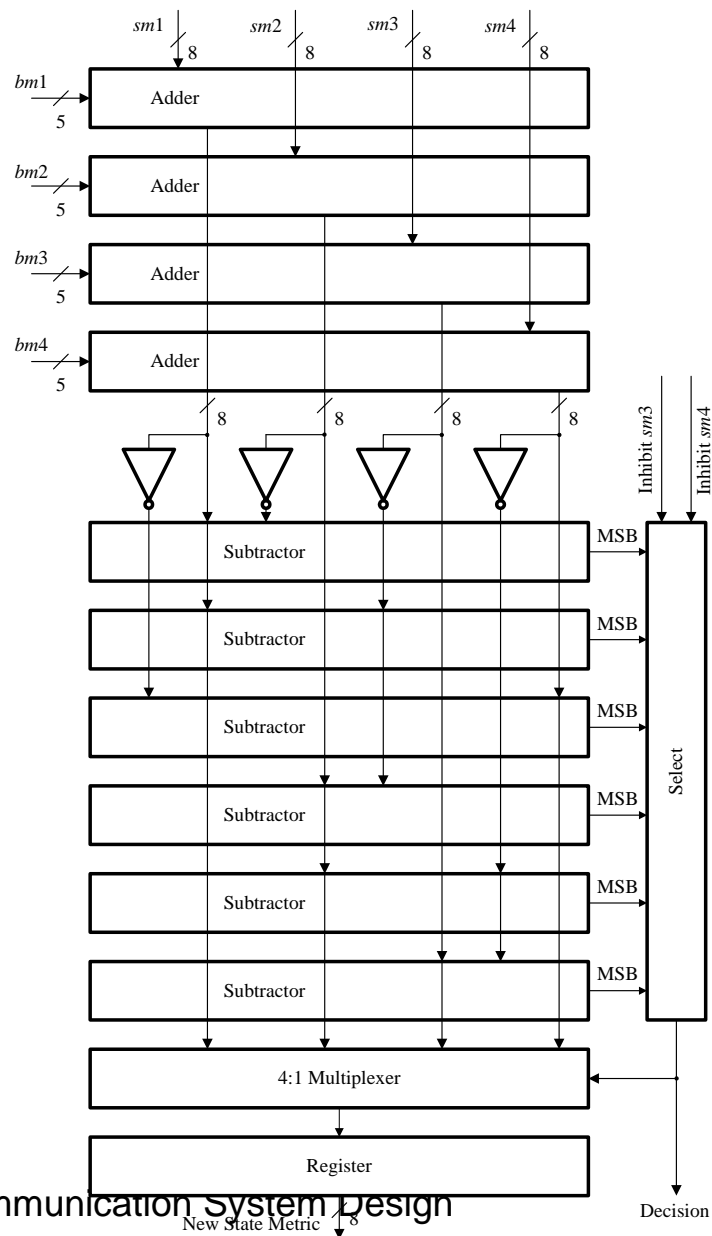 sm1 sm2 sm3 sm4
8 8 8 8
bm1
Adder
5
bm2
Adder
5
bm3
Adder
5
bm4
Adder
5
8 8 8 8
Inhibit sm3
Inhibit sm4
Subtractor
MSB
Subtractor
MSB
Subtractor
MSB
Select
Subtractor
MSB
Subtractor
MSB
Subtractor
MSB
4:1 Multiplexer
Register
System Design
New State Metric
8
Decision